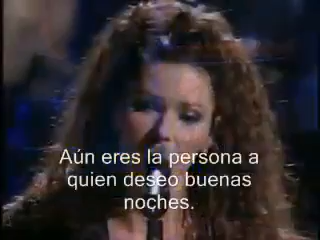 Aún eres la persona a
quien deseo buenas
noches.